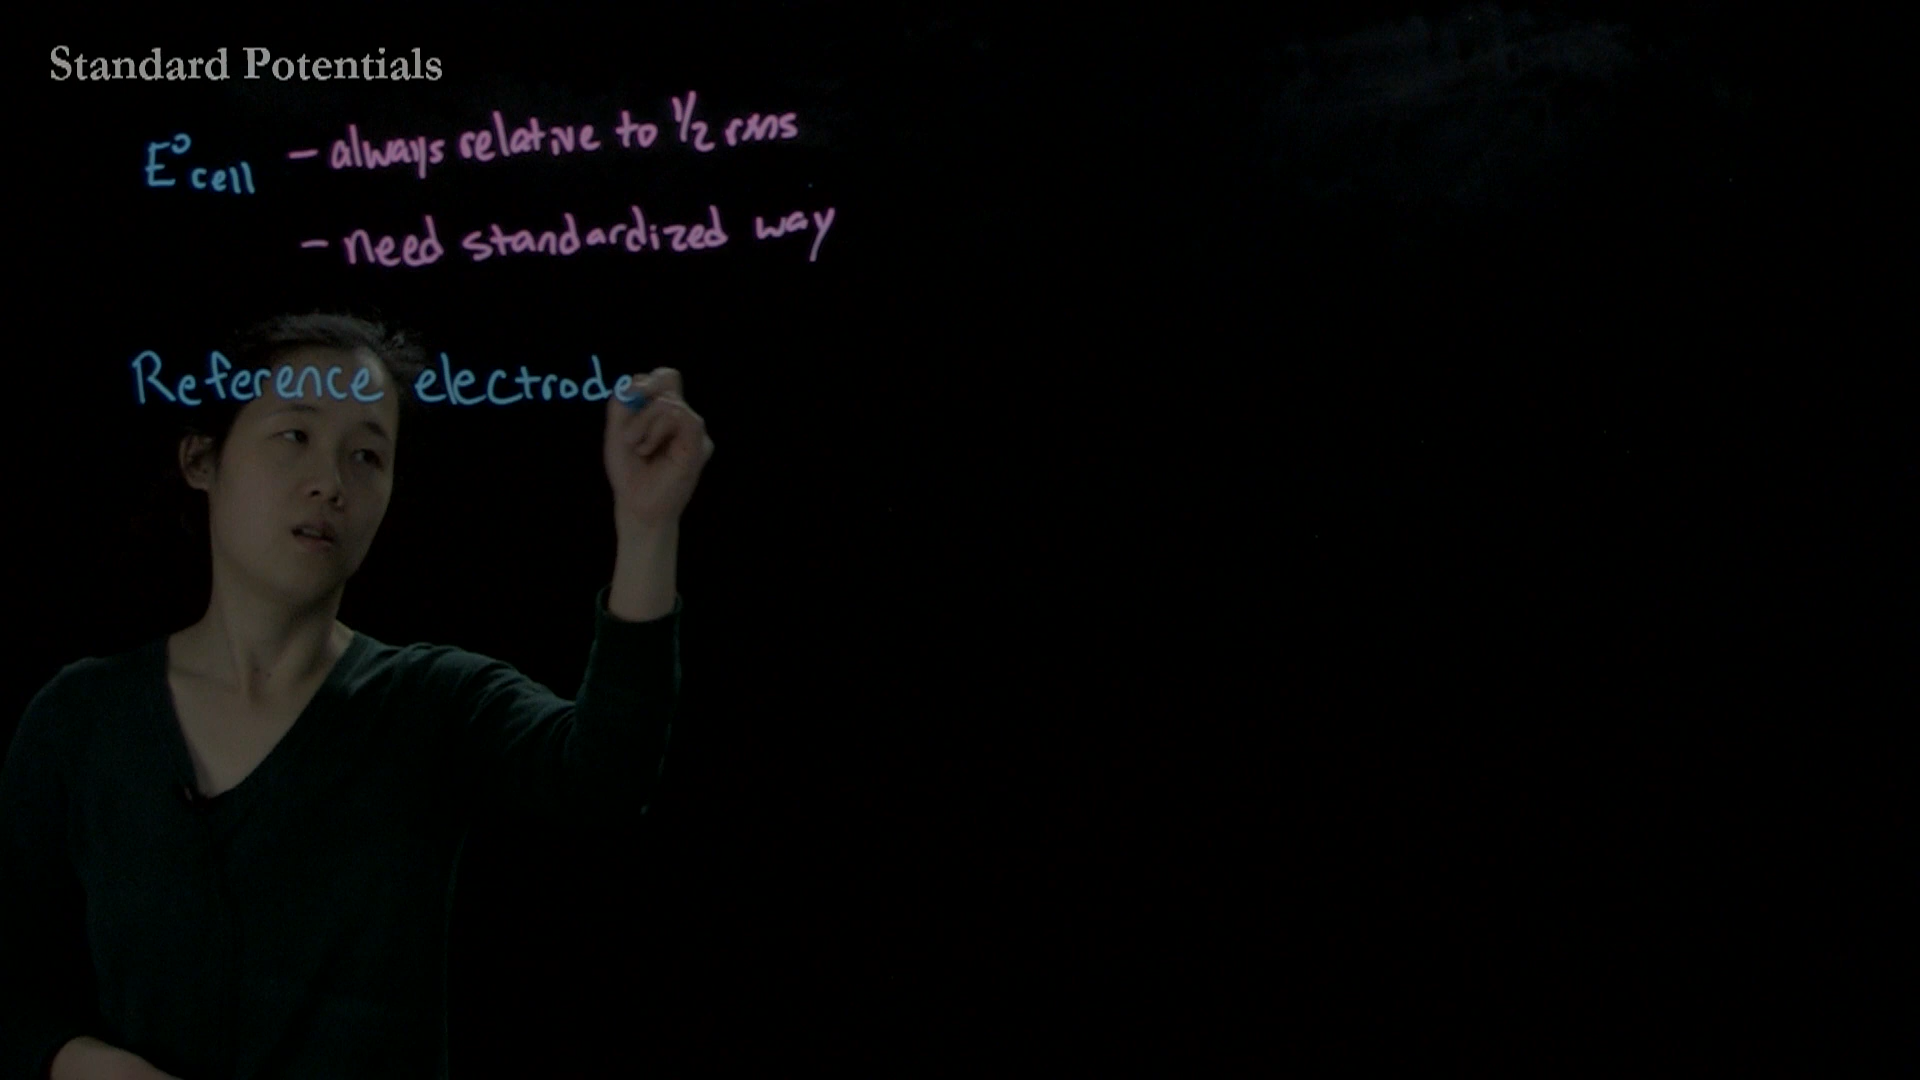 Standard Potentials
E°cell - always relative to 1/2 rxns
- need standardized way
Reference electrode